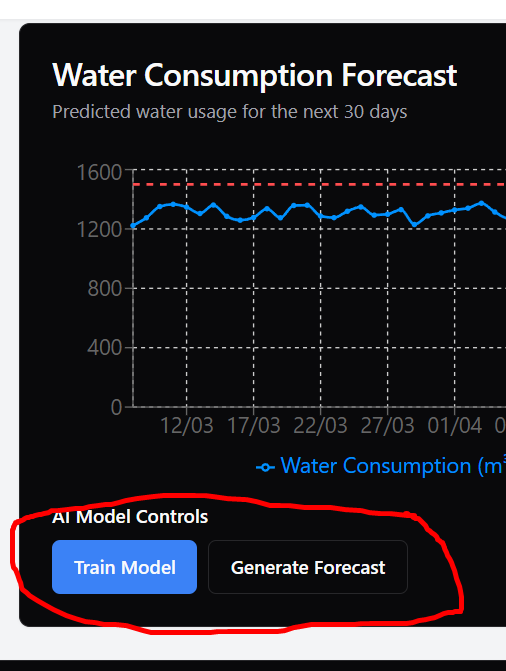 Water Consumption Forecast
Predicted water usage for the next 30 days
1600
1200
800
400
0
12/03 17/03 22/03 27/03 01/04 0
Water Consumption (m³
AI Model Controls
Train Model Generate Forecast